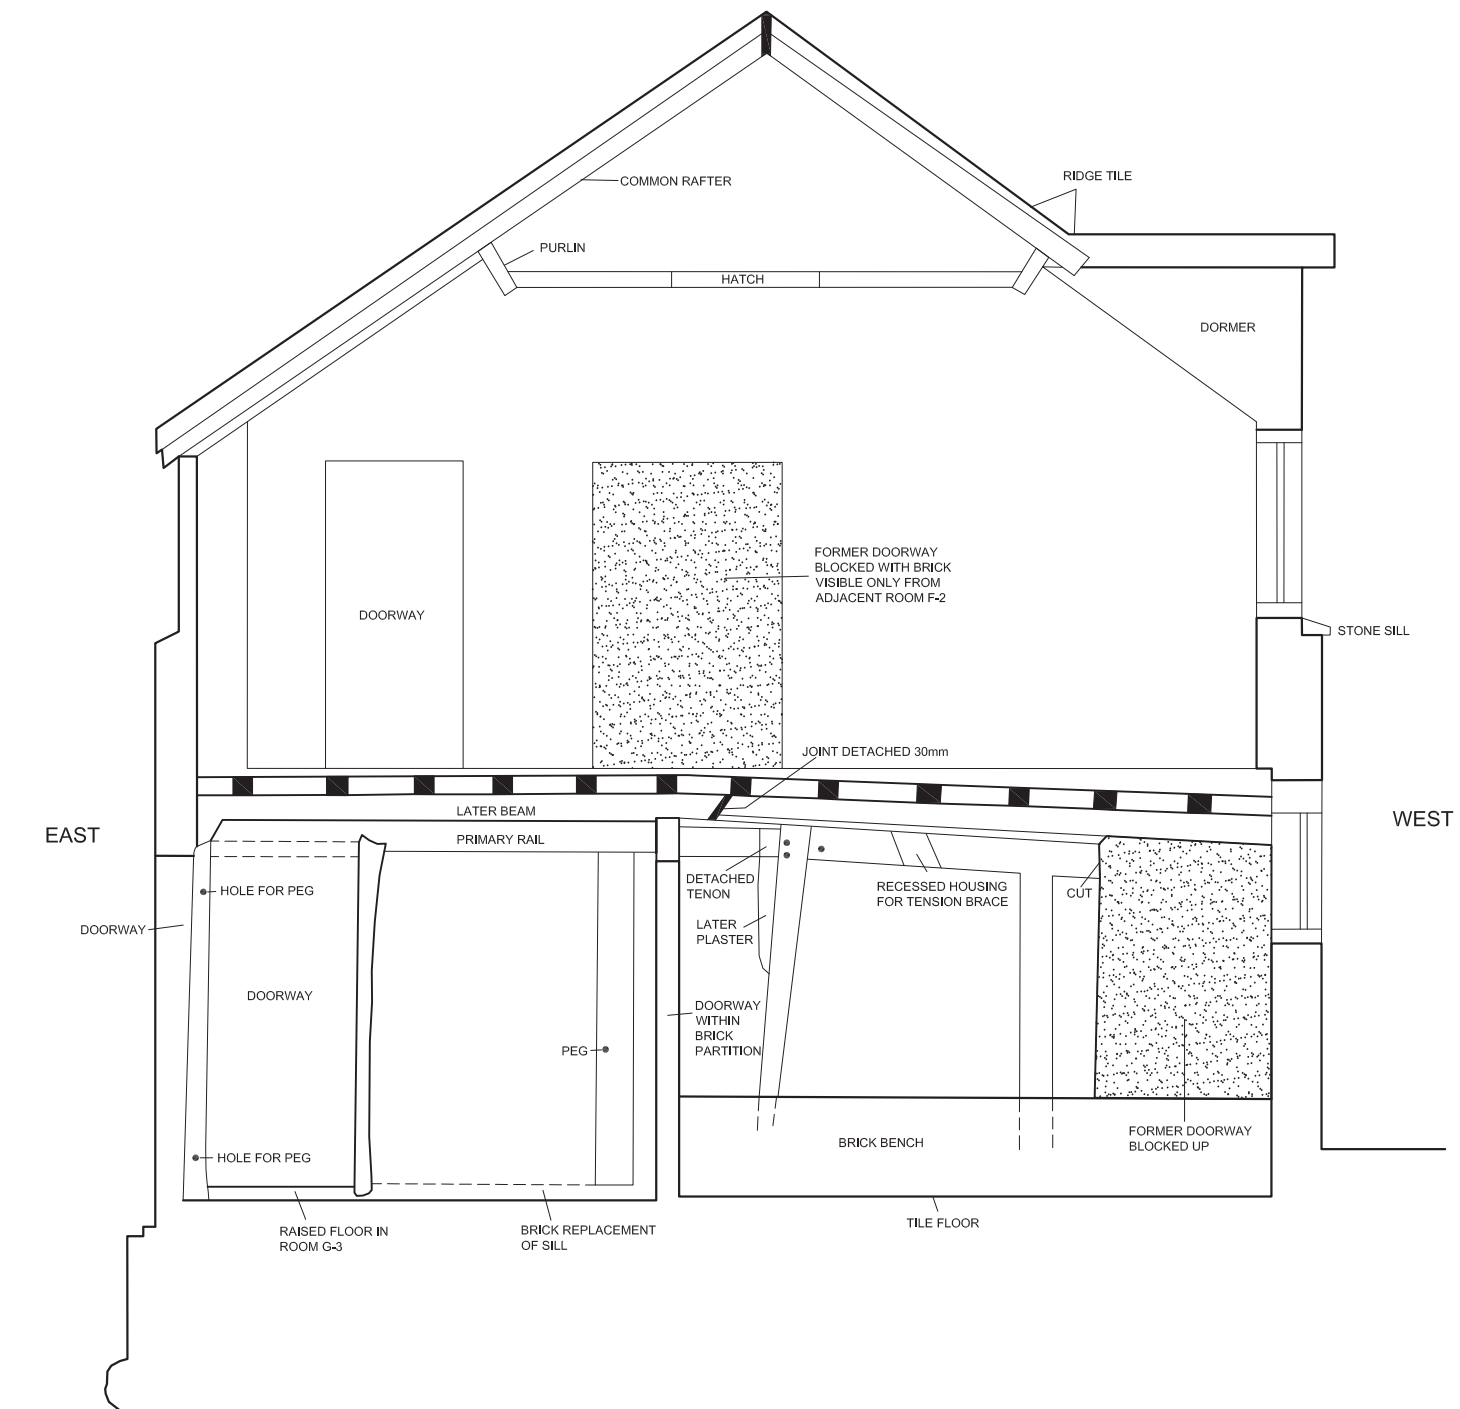 RIDGE TILE
COMMON RAFTER
PURLIN
HATCH
DORMER
FORMER DOORWAY
BLOCKED WITH BRICK
VISIBLE ONLY FROM
ADJACENT ROOM F-2
DOORWAY
STONE SILL
JOINT DETACHED 30mm
LATER BEAM
EAST
WEST
PRIMARY RAIL
DETACHED
TENON
RECESSED HOUSING
FOR TENSION BRACE
CUT
HOLE FOR PEG
DOORWAY
LATER
PLASTER
DOORWAY
DOORWAY
WITHIN
BRICK
PARTITION
PEG
FORMER DOORWAY
BLOCKED UP
BRICK BENCH
HOLE FOR PEG
RAISED FLOOR IN
ROOM G-3
BRICK REPLACEMENT
OF SILL
TILE FLOOR